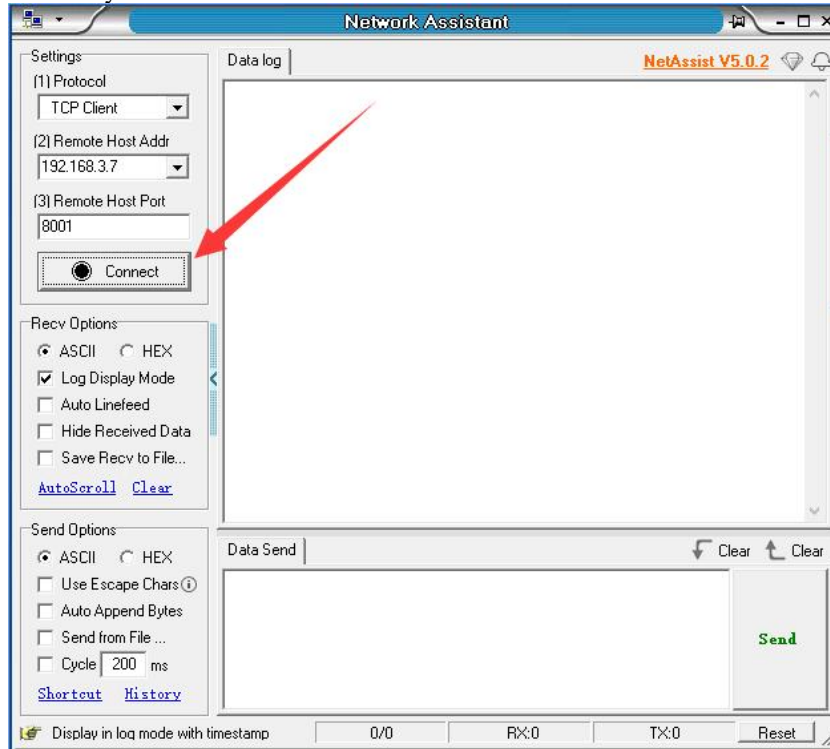 Network Assistant
Settings
(1) Protocol
TCP Client
(2) Remote Host Addr
192.168.3.7
(3) Remote Host Port
8001
Connect
Recv Options
ASCII HEX
Log Display Mode
Auto Linefeed
Hide Received Data
Save Recv to File...
AutoScroll Clear
Send Options
ASCII HEX
Use Escape Chars
Auto Append Bytes
Send from File ...
Cycle 200 ms
Shortcut History
Data log NetAssist V5.0.2
Data Send Clear Clear
Send
Display in log mode with timestamp 0/0 RX:0 TX:0 Reset